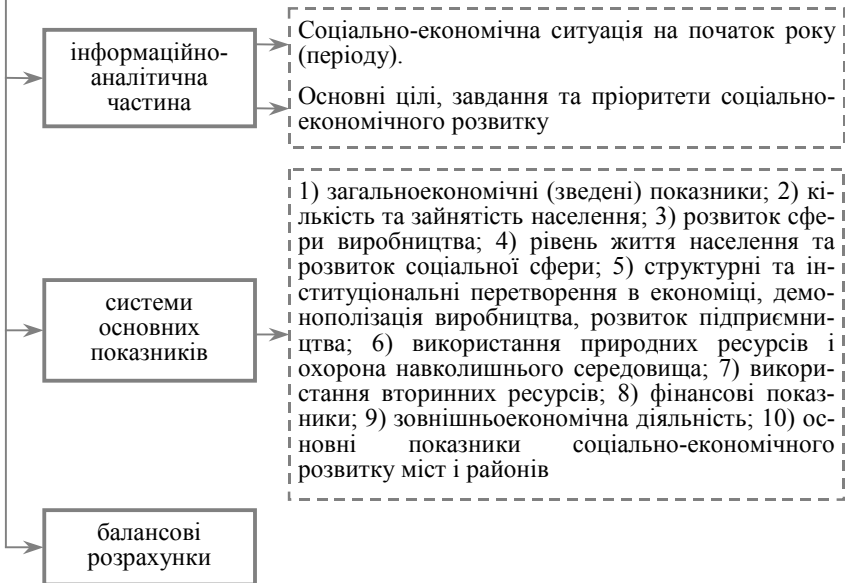 інформаційно-
аналітична
частина
Соціально-економічна ситуація на початок року
(періоду).
Основні цілі, завдання та пріоритети соціально-
економічного розвитку
системи
основних
показників
1) загальноекономічні (зведені) показники; 2) кі-
лькість та зайнятість населення; 3) розвиток сфе-
ри виробництва; 4) рівень життя населення та
розвиток соціальної сфери; 5) структурні та ін-
ституціональні перетворення в економіці, демо-
нополізація виробництва, розвиток підприємни-
цтва; 6) використання природних ресурсів і
охорона навколишнього середовища; 7) викори-
стання вторинних ресурсів; 8) фінансові показ-
ники; 9) зовнішньоекономічна діяльність; 10) ос-
новні показники соціально-економічного
розвитку міст і районів
балансові
розрахунки